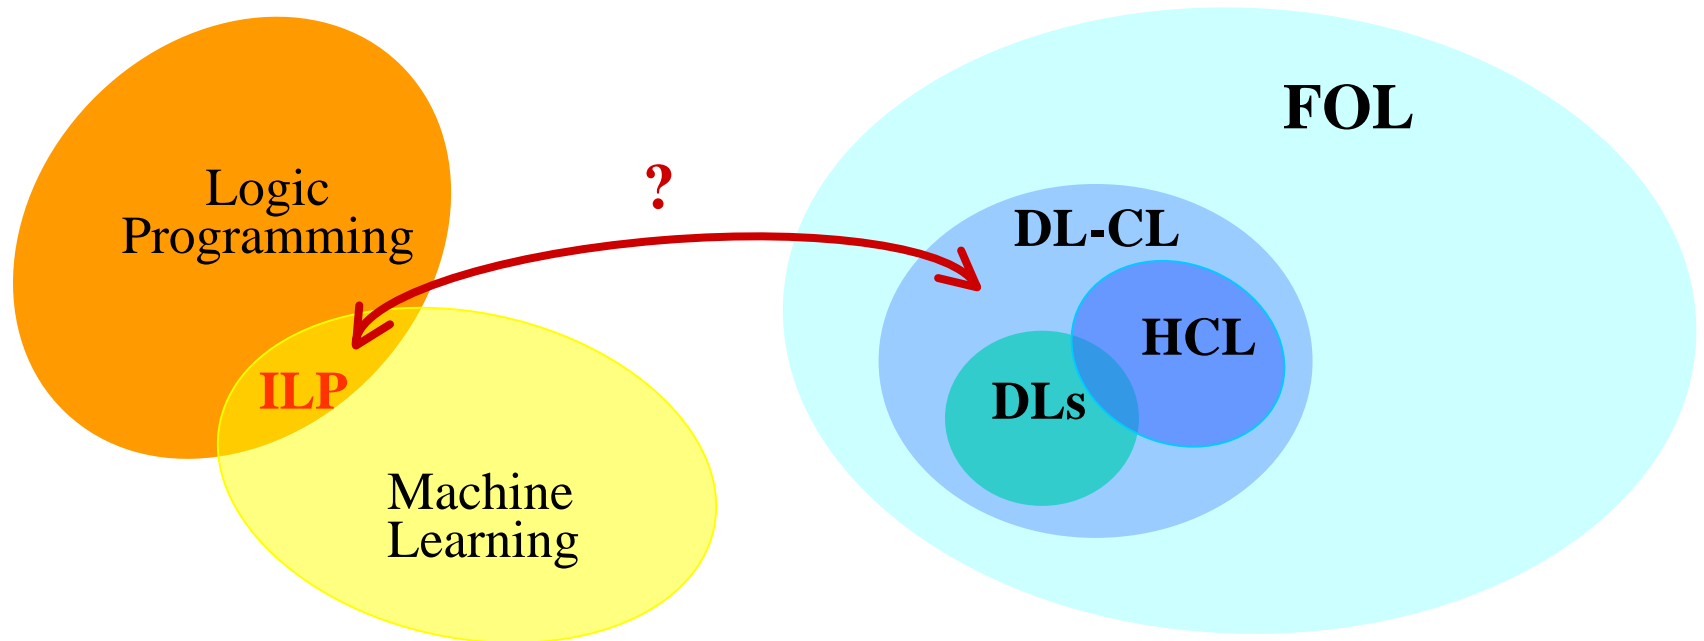 Logic
Programming
ILP
Machine
Learning
?
FOL
DL-CL
HCL
DLs